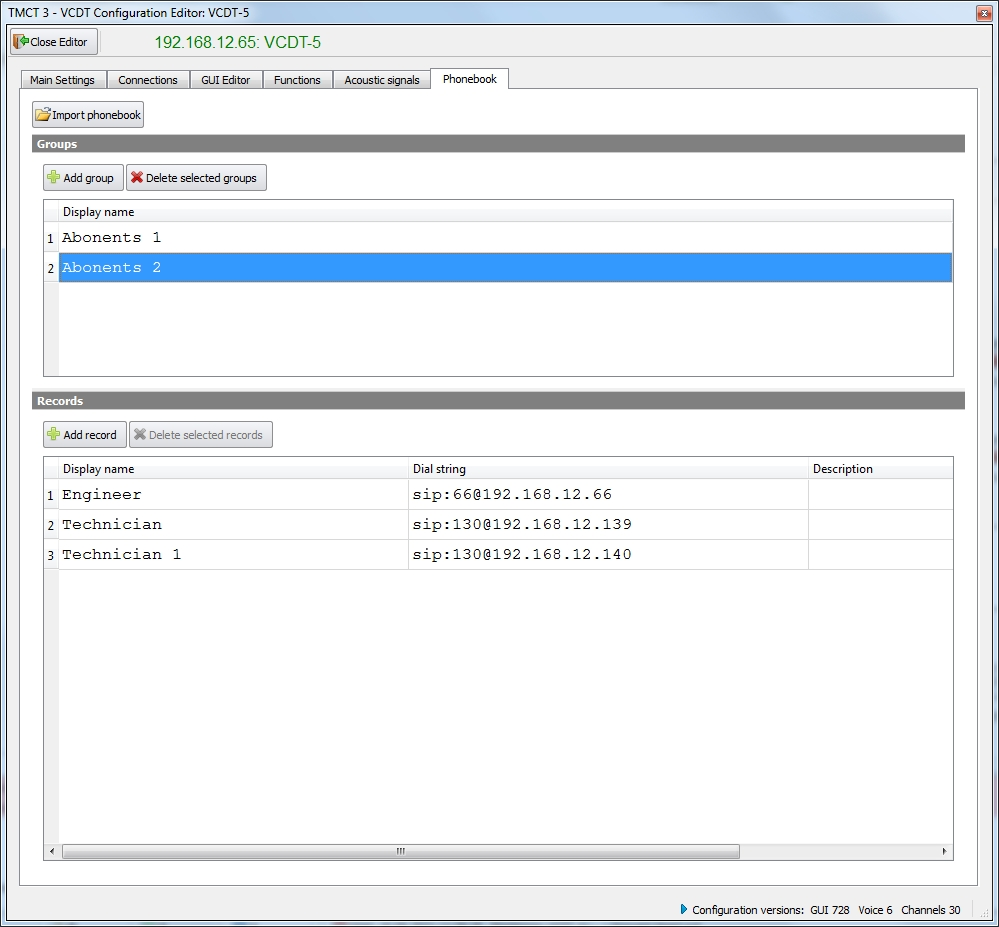 TMCT 3 - VCDT Configuration Editor: VCDT-5
Close Editor 192.168.12.65: VCDT-5
Main Settings Connections GUI Editor Functions Acoustic signals Phonebook
Import phonebook
Groups
Add group Delete selected groups
Display name
1 Abonents 1
2 Abonents 2
Records
Add record Delete selected records
Display name Dial string Description
1 Engineer sip:66@192.168.12.66
2 Technician sip:130@192.168.12.139
3 Technician 1 sip:130@192.168.12.140
Configuration versions: GUI 728 Voice 6 Channels 30